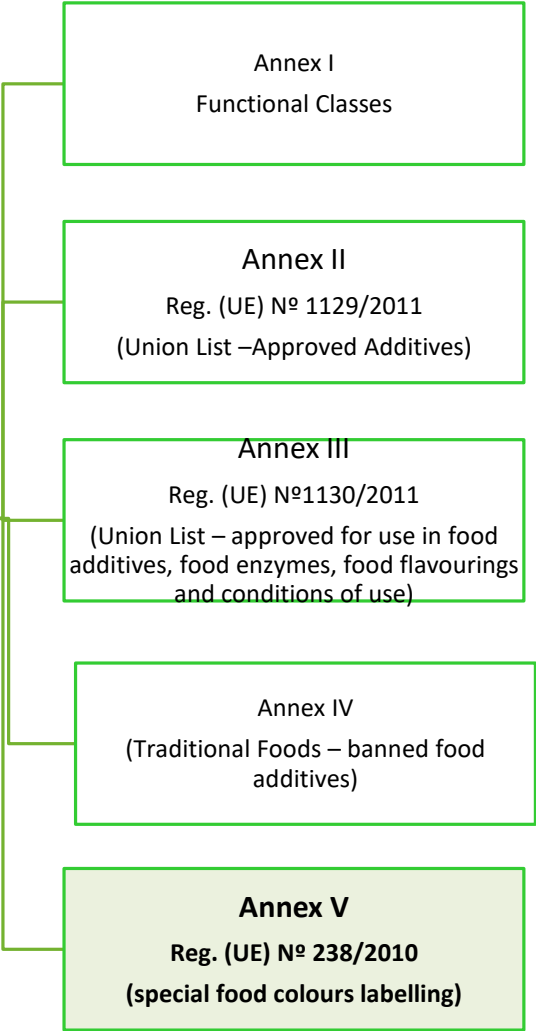 Annex I
Functional Classes
Annex II
Reg. (UE) Nº 1129/2011
(Union List –Approved Additives)
Annex III
Reg. (UE) Nº1130/2011
(Union List – approved for use in food
additives, food enzymes, food flavourings
and conditions of use)
Annex IV
(Traditional Foods – banned food
additives)
Annex V
Reg. (UE) Nº 238/2010
(special food colours labelling)